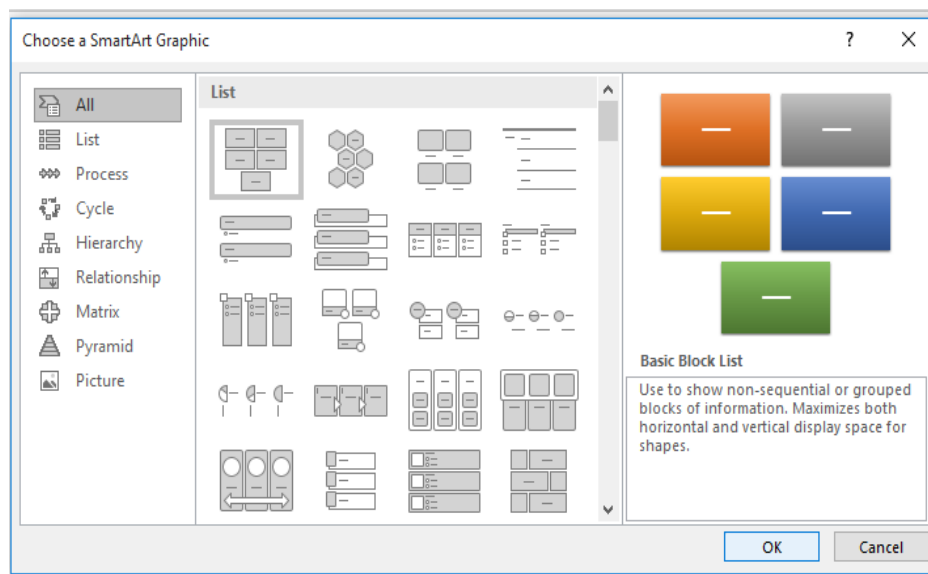 Choose a SmartArt Graphic
?
All
List
Process
Cycle
Hierarchy
Relationship
Matrix
Pyramid
Picture
List
Basic Block List
Use to show non-sequential or grouped
blocks of information. Maximizes both
horizontal and vertical display space for
shapes.
OK
Cancel